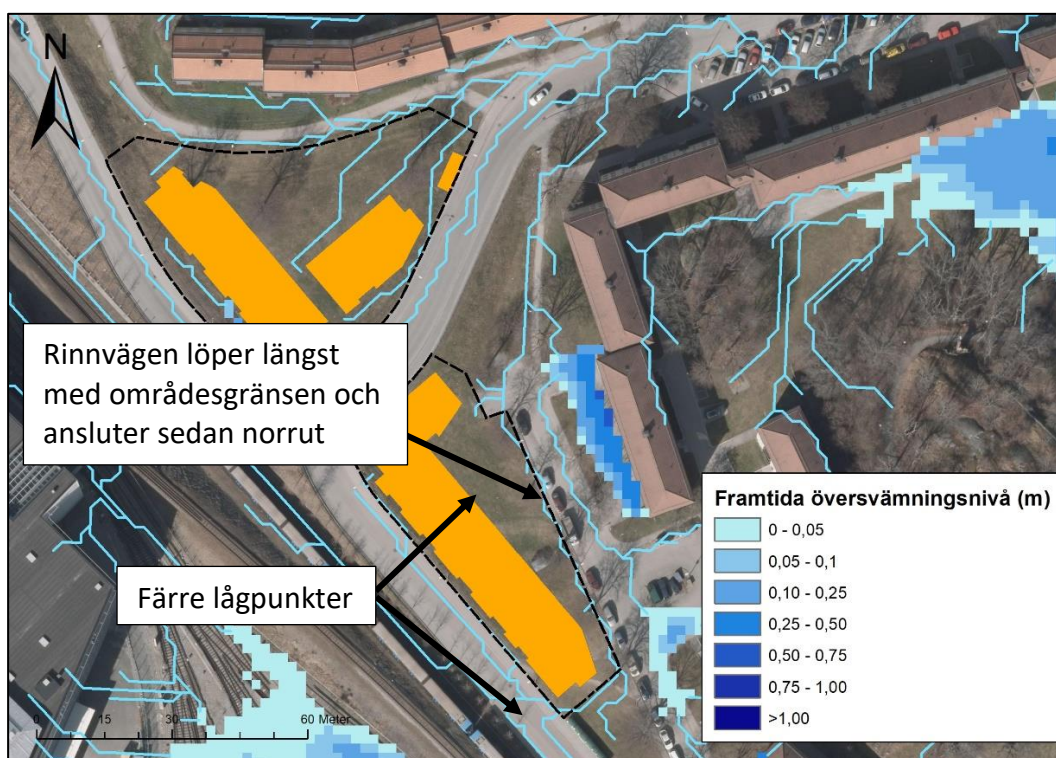 N
Rinnvägen löper längst
med områdesgränsen och
ansluter sedan norrut
Färre lågpunkter
0 15 30 60 Meter
Framtida översvämningsnivå (m)
0 - 0,05
0,05 - 0,1
0,10 - 0,25
0,25 - 0,50
0,50 - 0,75
0,75 - 1,00
>1,00